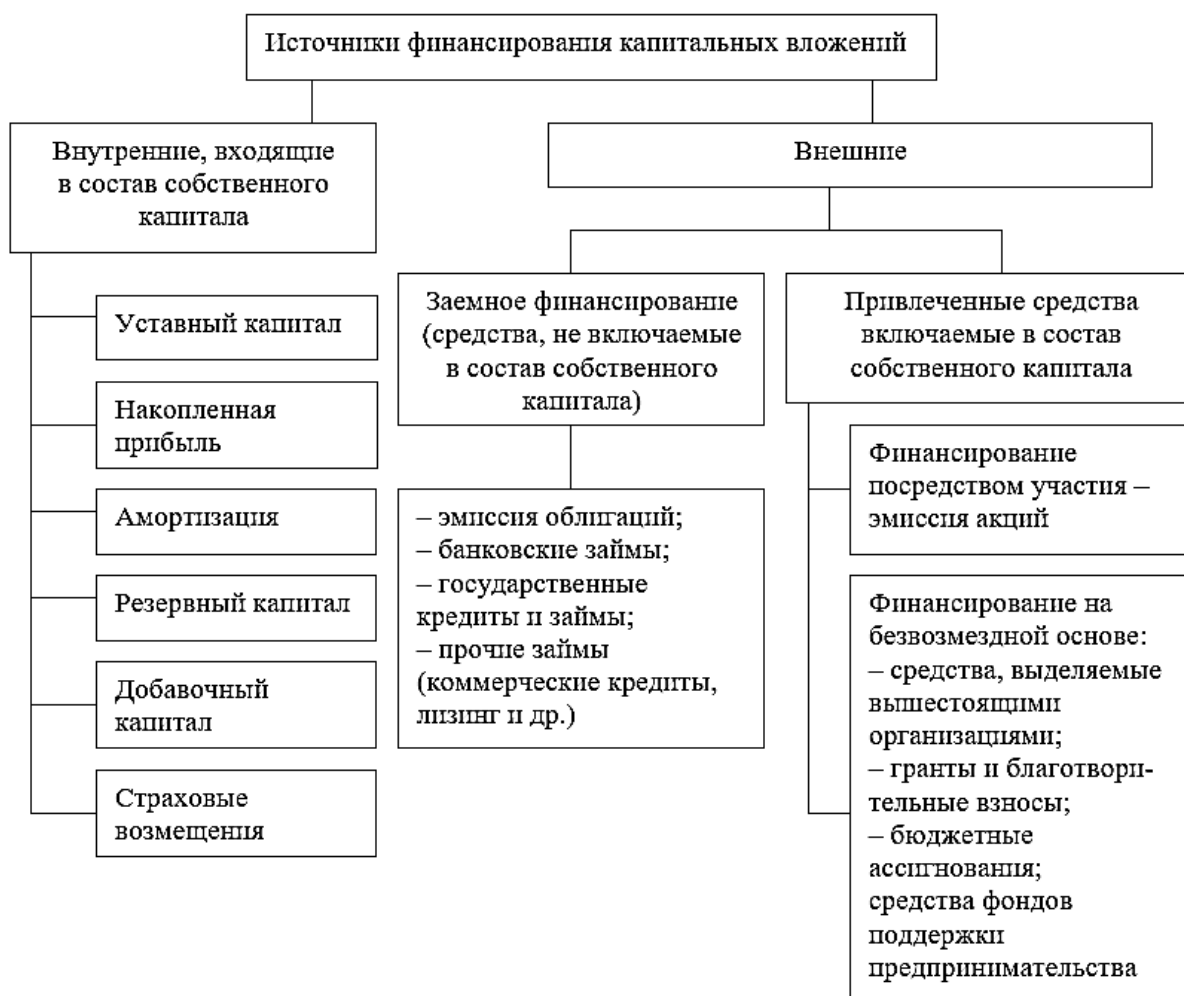 Источники финансирования капитальных вложений
Внутренние, входящие
в состав собственного
капитала
Внешние
Уставный капитал
Накопленная
прибыль
Амортизация
Резервный капитал
Добавочный
капитал
Страховые
возмещения
Заемное финансирование
(средства, не включаемые
в состав собственного
капитала)
– эмиссия облигаций;
– банковские займы;
– государственные
кредиты и займы;
– прочие займы
(коммерческие кредиты,
лизинг и др.)
Привлеченные средства
включаемые в состав
собственного капитала
Финансирование
посредством участия –
эмиссия акций
Финансирование на
безвозмездной основе:
– средства, выделяемые
вышестоящими
организациями;
– гранты и благотвори-
тельные взносы;
– бюджетные
ассигнования;
средства фондов
поддержки
предпринимательства